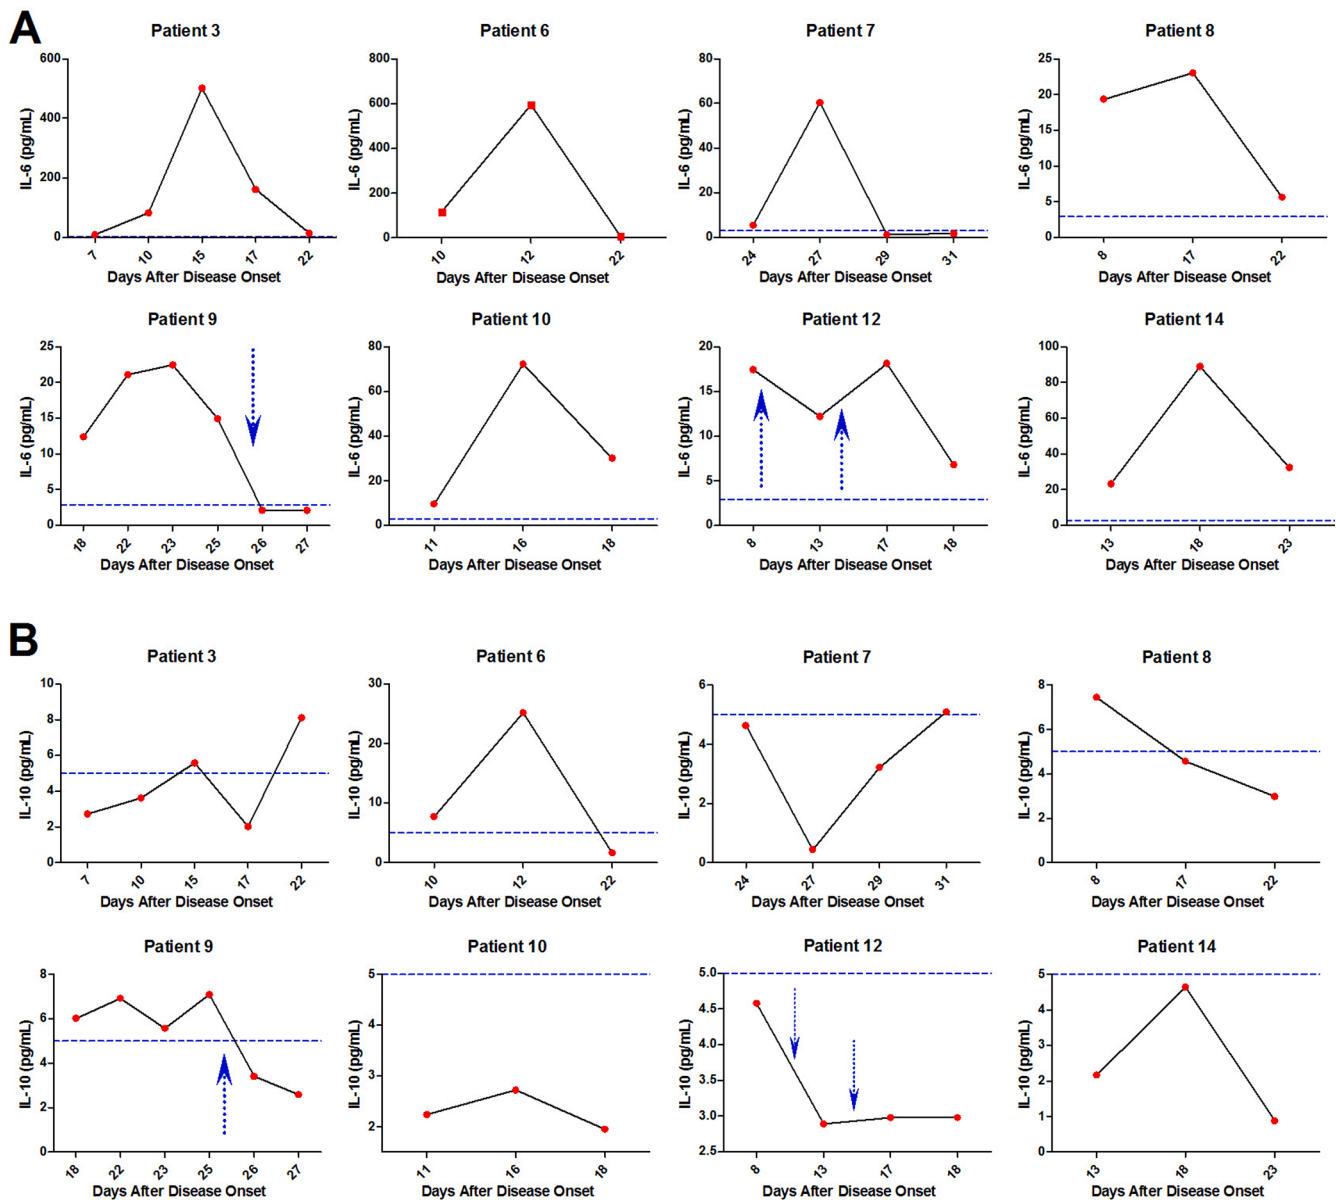 A
Patient 3
Patient 6
Patient 7
Patient 8
IL-6 (pg/mL)
600
400
200
0
7
10
15
17
22
Days After Disease Onset
IL-6 (pg/mL)
800
600
400
200
0
10
12
22
Days After Disease Onset
IL-6 (pg/mL)
80
60
40
20
0
24
27
29
31
Days After Disease Onset
IL-6 (pg/mL)
25
20
15
10
5
0
8
17
22
Days After Disease Onset
Patient 9
Patient 10
Patient 12
Patient 14
IL-6 (pg/mL)
25
20
15
10
5
0
18
22
23
25
26
27
Days After Disease Onset
IL-6 (pg/mL)
80
60
40
20
0
11
16
18
Days After Disease Onset
IL-6 (pg/mL)
20
15
10
5
0
8
13
17
18
Days After Disease Onset
IL-6 (pg/mL)
100
80
60
40
20
0
13
18
23
Days After Disease Onset
B
Patient 3
Patient 6
Patient 7
Patient 8
IL-10 (pg/mL)
10
8
6
4
2
0
7
10
15
17
22
Days After Disease Onset
IL-10 (pg/mL)
30
20
10
0
10
12
22
Days After Disease Onset
IL-10 (pg/mL)
6
4
2
0
24
27
29
31
Days After Disease Onset
IL-10 (pg/mL)
8
6
4
2
0
8
17
22
Days After Disease Onset
Patient 9
Patient 10
Patient 12
Patient 14
IL-10 (pg/mL)
8
6
4
2
0
18
22
23
25
26
27
Days After Disease Onset
IL-10 (pg/mL)
5
4
3
2
11
16
18
Days After Disease Onset
IL-10 (pg/mL)
5.0
4.5
4.0
3.5
3.0
2.5
8
13
17
18
Days After Disease Onset
IL-10 (pg/mL)
5
4
3
2
1
0
13
18
23
Days After Disease Onset